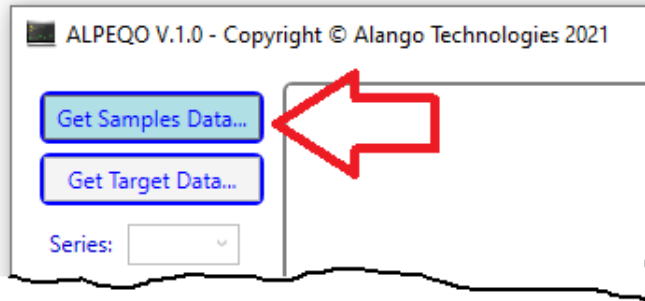 ALPEQO V.1.0 - Copyright © Alango Technologies 2021
Get Samples Data...
Get Target Data...
Series: